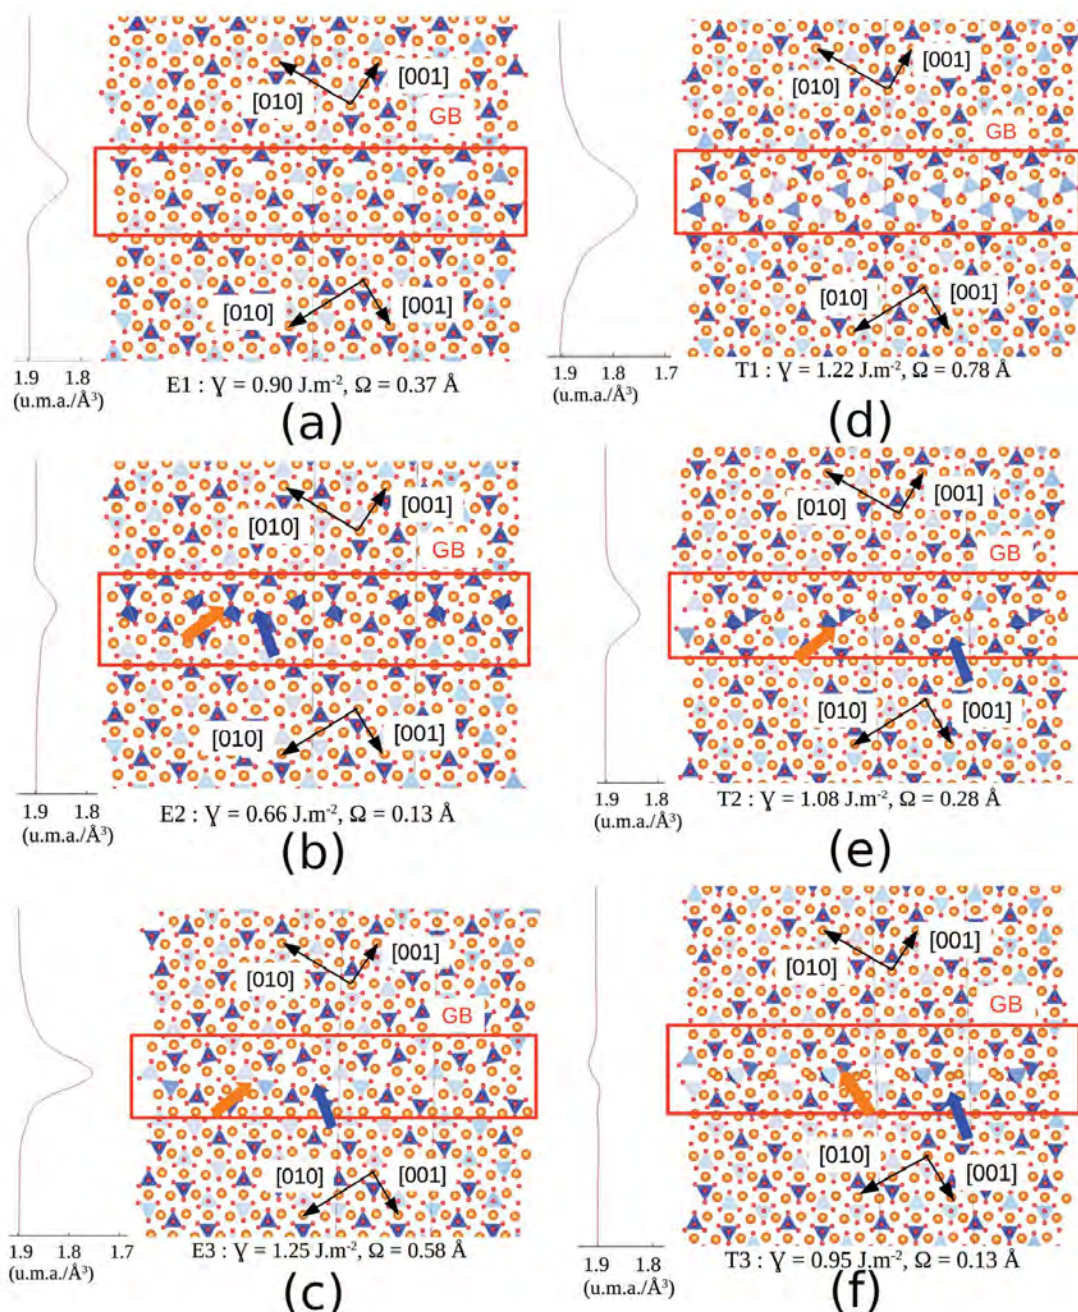 [010]
[001]
GB
[010]
[001]
1.9 1.8
(u.m.a./Å³)
E1 : γ = 0.90 J.m⁻², Ω = 0.37 Å
(a)
[010]
[001]
GB
[010]
[001]
1.9 1.8 1.7
(u.m.a./Å³)
T1 : γ = 1.22 J.m⁻², Ω = 0.78 Å
(d)
[010]
[001]
GB
[010]
[001]
1.9 1.8
(u.m.a./Å³)
E2 : γ = 0.66 J.m⁻², Ω = 0.13 Å
(b)
[010]
[001]
GB
[010]
[001]
1.9 1.8
(u.m.a./Å³)
T2 : γ = 1.08 J.m⁻², Ω = 0.28 Å
(e)
[010]
[001]
GB
[010]
[001]
1.9 1.8 1.7
(u.m.a./Å³)
E3 : γ = 1.25 J.m⁻², Ω = 0.58 Å
(c)
[010]
[001]
GB
[010]
[001]
1.9 1.8
(u.m.a./Å³)
T3 : γ = 0.95 J.m⁻², Ω = 0.13 Å
(f)